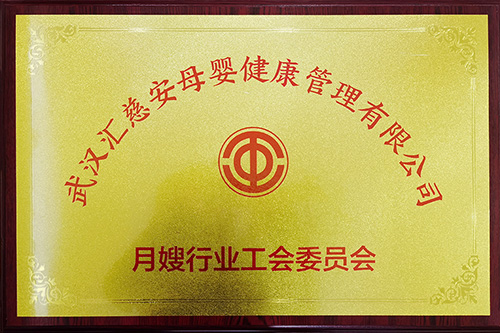 武汉汇慈安母婴健康管理有限公司
月嫂行业工会委员会